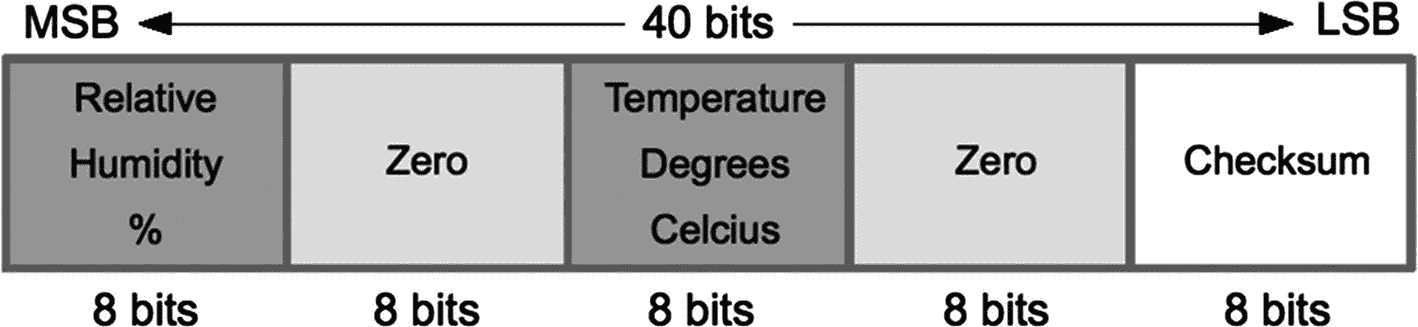 MSB 40 bits LSB
Relative
Humidity
%
Zero
Temperature
Degrees
Celcius
Zero
Checksum
8 bits 8 bits 8 bits 8 bits 8 bits